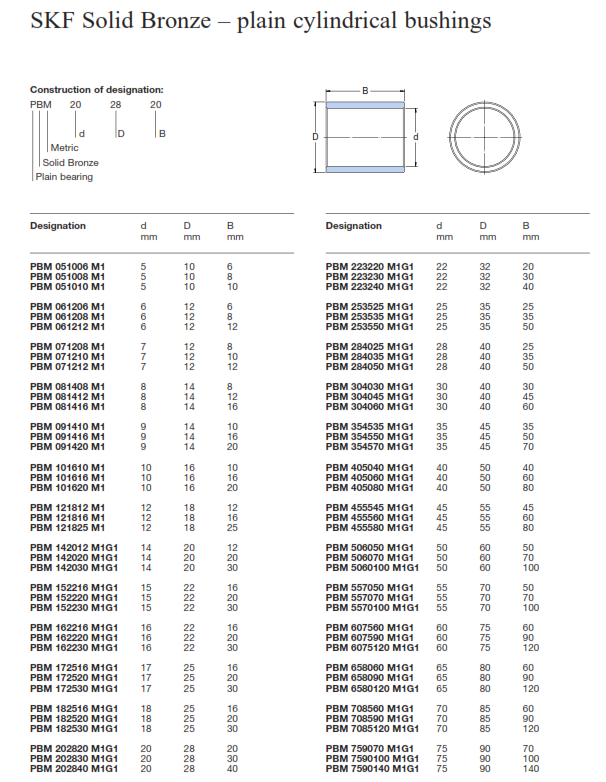 SKF Solid Bronze – plain cylindrical bushings
Construction of designation:
PBM 20 28 20
d D B
Metric
Solid Bronze
Plain bearing
B
D d
Designation d D B
mm mm mm
PBM 051006 M1 5 10 6
PBM 051008 M1 5 10 8
PBM 051010 M1 5 10 10
PBM 061206 M1 6 12 6
PBM 061208 M1 6 12 8
PBM 061212 M1 6 12 12
PBM 071208 M1 7 12 8
PBM 071210 M1 7 12 10
PBM 071212 M1 7 12 12
PBM 081408 M1 8 14 8
PBM 081412 M1 8 14 12
PBM 081416 M1 8 14 16
PBM 091410 M1 9 14 10
PBM 091416 M1 9 14 16
PBM 091420 M1 9 14 20
PBM 101610 M1 10 16 10
PBM 101616 M1 10 16 16
PBM 101620 M1 10 16 20
PBM 121812 M1 12 18 12
PBM 121816 M1 12 18 16
PBM 121825 M1 12 18 25
PBM 142012 M1G1 14 20 12
PBM 142020 M1G1 14 20 20
PBM 142030 M1G1 14 20 30
PBM 152216 M1G1 15 22 16
PBM 152220 M1G1 15 22 20
PBM 152230 M1G1 15 22 30
PBM 162216 M1G1 16 22 16
PBM 162220 M1G1 16 22 20
PBM 162230 M1G1 16 22 30
PBM 172516 M1G1 17 25 16
PBM 172520 M1G1 17 25 20
PBM 172530 M1G1 17 25 30
PBM 182516 M1G1 18 25 16
PBM 182520 M1G1 18 25 20
PBM 182530 M1G1 18 25 30
PBM 202820 M1G1 20 28 20
PBM 202830 M1G1 20 28 30
PBM 202840 M1G1 20 28 40
Designation d D B
mm mm mm
PBM 223220 M1G1 22 32 20
PBM 223230 M1G1 22 32 30
PBM 223240 M1G1 22 32 40
PBM 253525 M1G1 25 35 25
PBM 253535 M1G1 25 35 35
PBM 253550 M1G1 25 35 50
PBM 284025 M1G1 28 40 25
PBM 284035 M1G1 28 40 35
PBM 284050 M1G1 28 40 50
PBM 304030 M1G1 30 40 30
PBM 304045 M1G1 30 40 45
PBM 304060 M1G1 30 40 60
PBM 354535 M1G1 35 45 35
PBM 354550 M1G1 35 45 50
PBM 354570 M1G1 35 45 70
PBM 405040 M1G1 40 50 40
PBM 405060 M1G1 40 50 60
PBM 405080 M1G1 40 50 80
PBM 455545 M1G1 45 55 45
PBM 455560 M1G1 45 55 60
PBM 455580 M1G1 45 55 80
PBM 506050 M1G1 50 60 50
PBM 506070 M1G1 50 60 70
PBM 5060100 M1G1 50 60 100
PBM 557050 M1G1 55 70 50
PBM 557070 M1G1 55 70 70
PBM 5570100 M1G1 55 70 100
PBM 607560 M1G1 60 75 60
PBM 607590 M1G1 60 75 90
PBM 6075120 M1G1 60 75 120
PBM 658060 M1G1 65 80 60
PBM 658090 M1G1 65 80 90
PBM 6580120 M1G1 65 80 120
PBM 708560 M1G1 70 85 60
PBM 708590 M1G1 70 85 90
PBM 7085120 M1G1 70 85 120
PBM 759070 M1G1 75 90 70
PBM 7590100 M1G1 75 90 100
PBM 7590140 M1G1 75 90 140